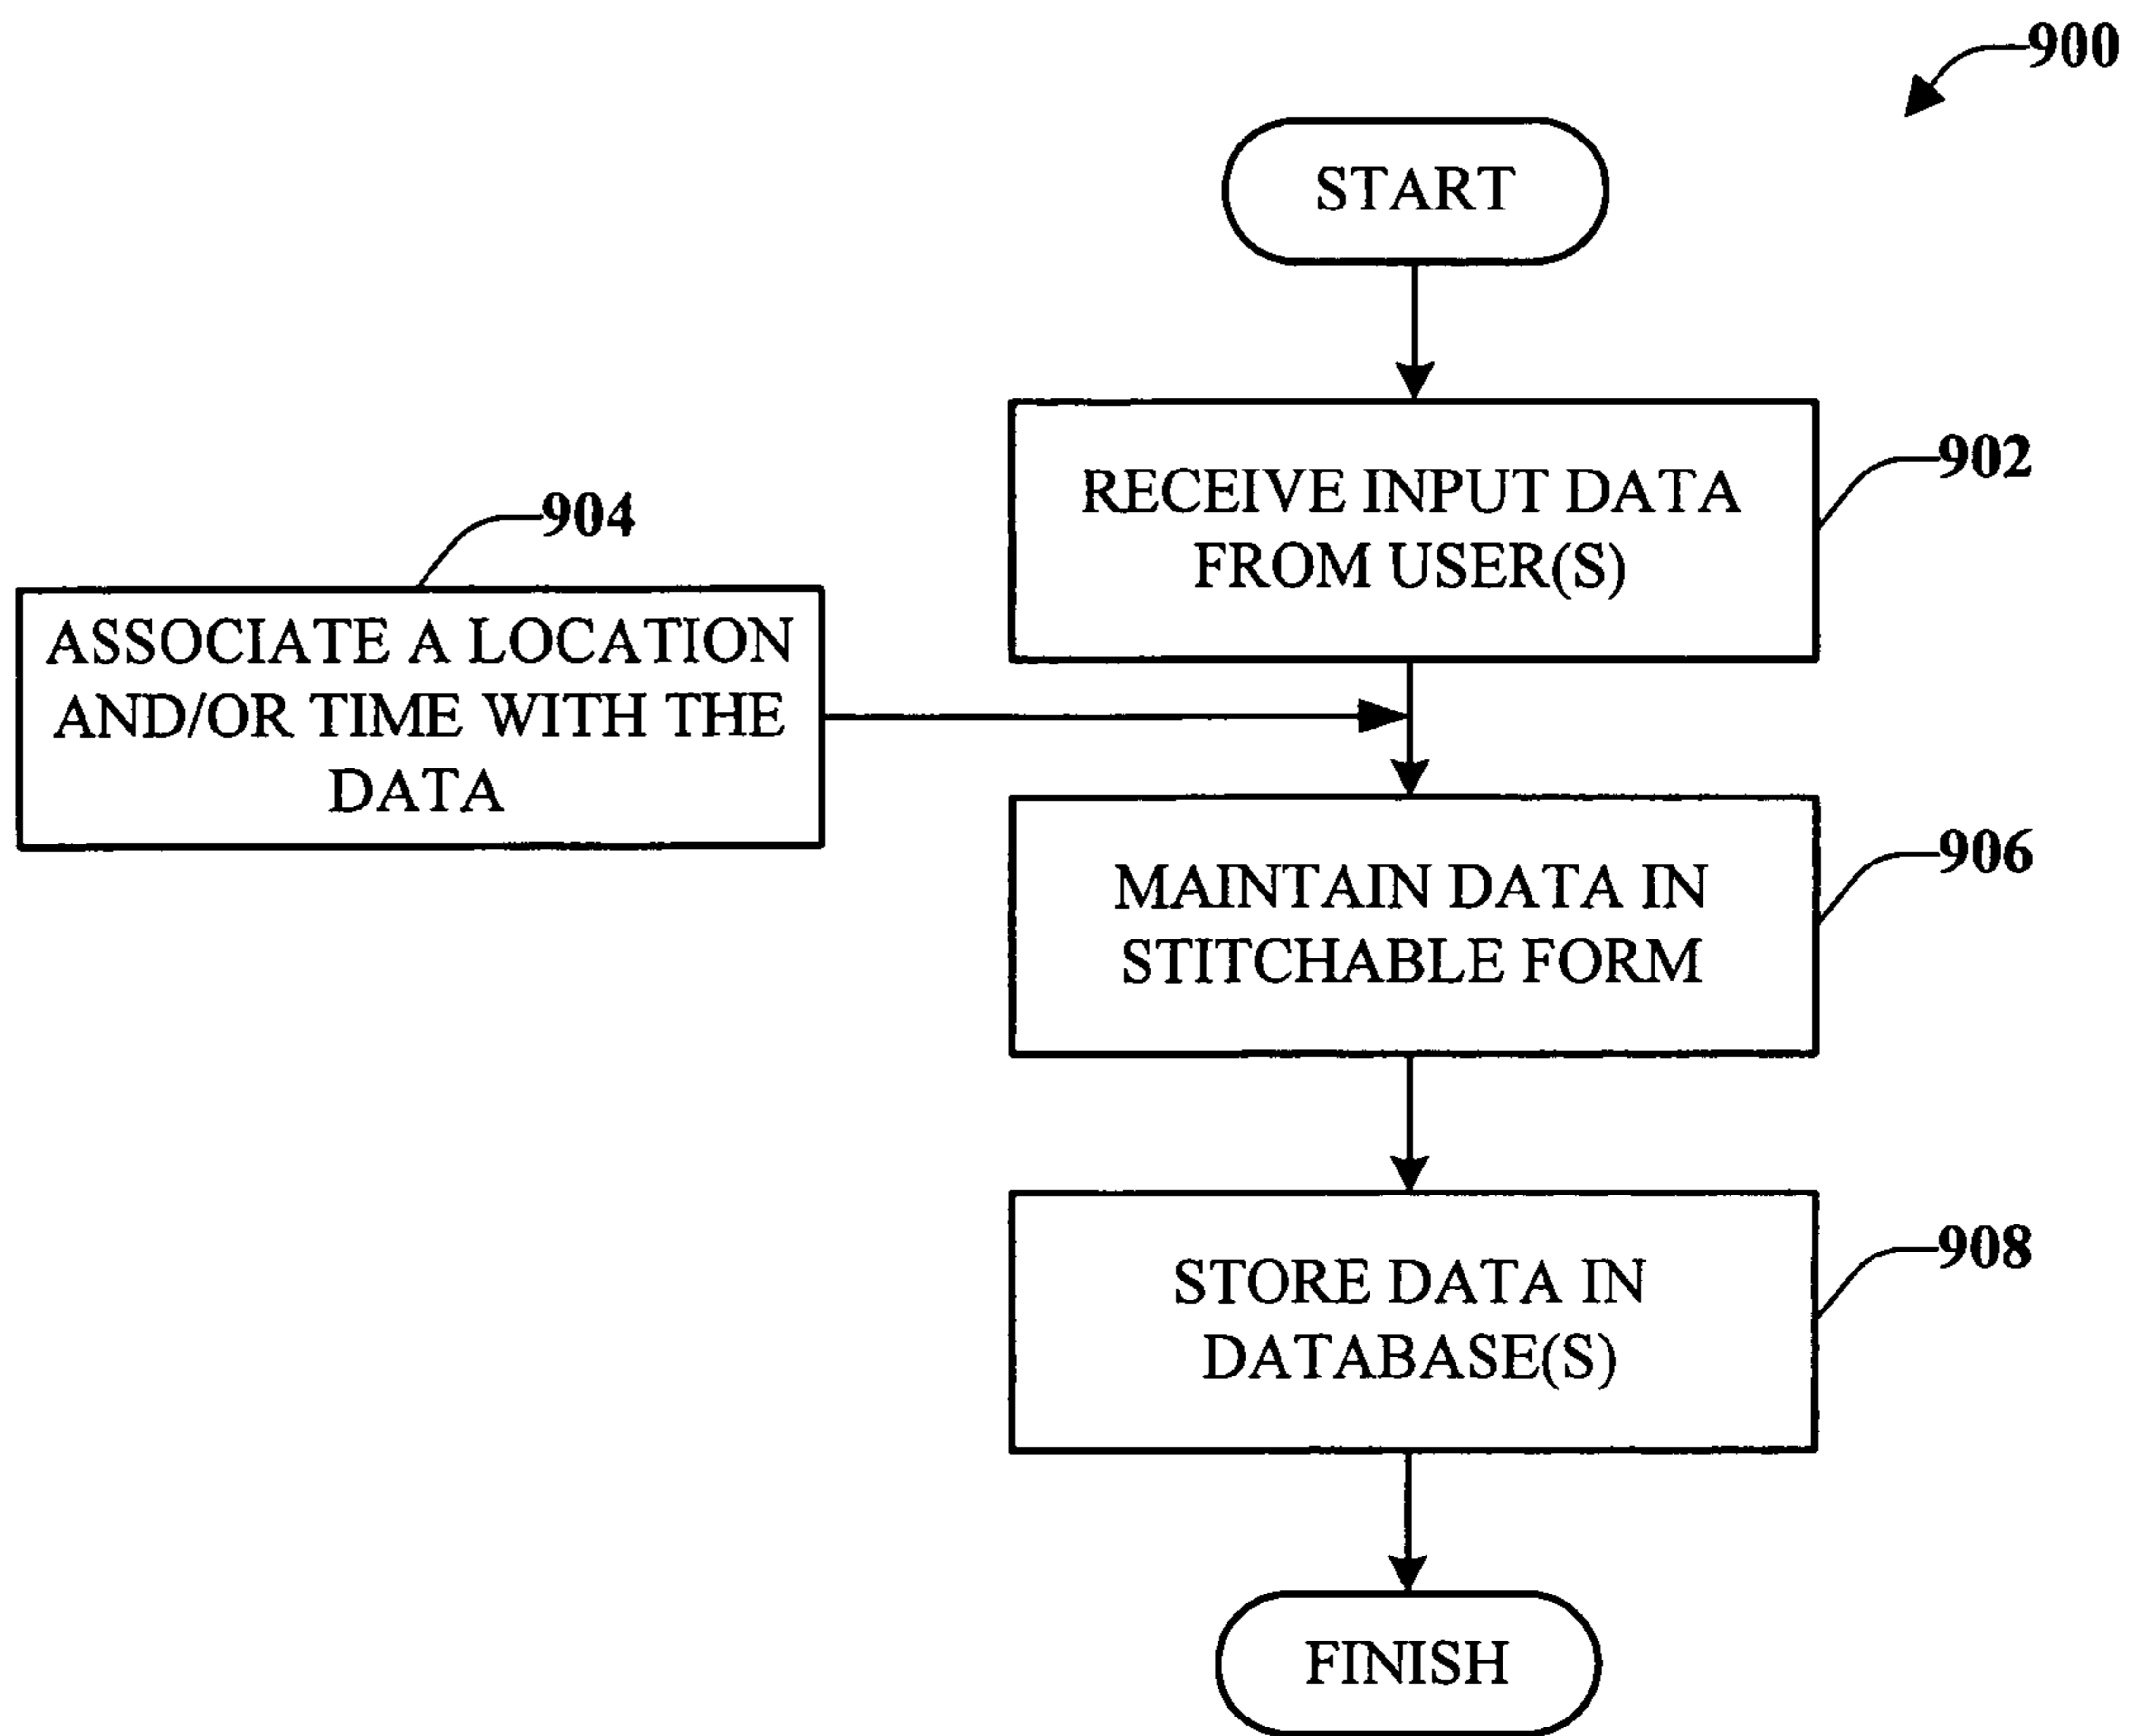 900
START
RECEIVE INPUT DATA
FROM USER(S)
902
904
ASSOCIATE A LOCATION
AND/OR TIME WITH THE
DATA
MAINTAIN DATA IN
STITCHABLE FORM
906
STORE DATA IN
DATABASE(S)
908
FINISH